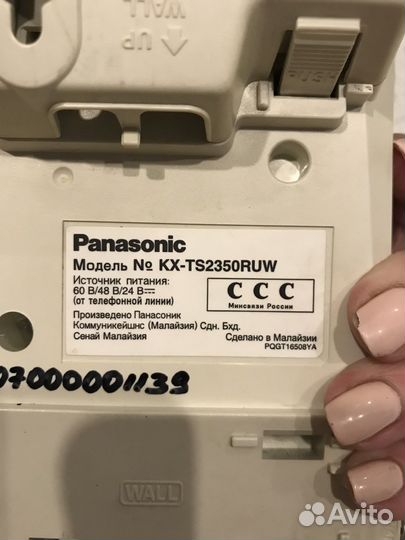 WALL
UP
PUSH
Panasonic
Модель № KX-TS2350RUW
Источник питания:
60 В/48 В/24 В
(от телефонной линии)
ССС
Минсвязи России
Произведено Панасоник
Коммуникейшнс (Малайзия) Сдн. Бхд.
Сенай Малайзия
Сделано в Малайзии
PQGT16508YA
07000001139
WALL
Avito